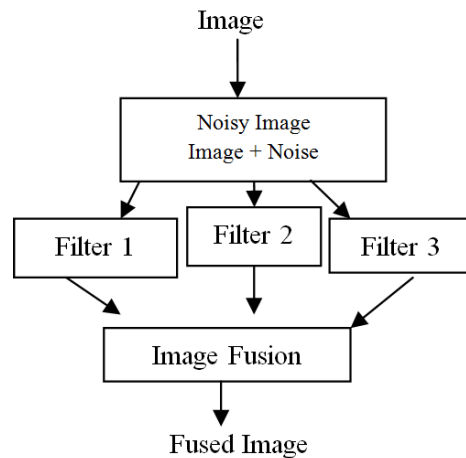 Image
Noisy Image
Image + Noise
Filter 1
Filter 2
Filter 3
Image Fusion
Fused Image